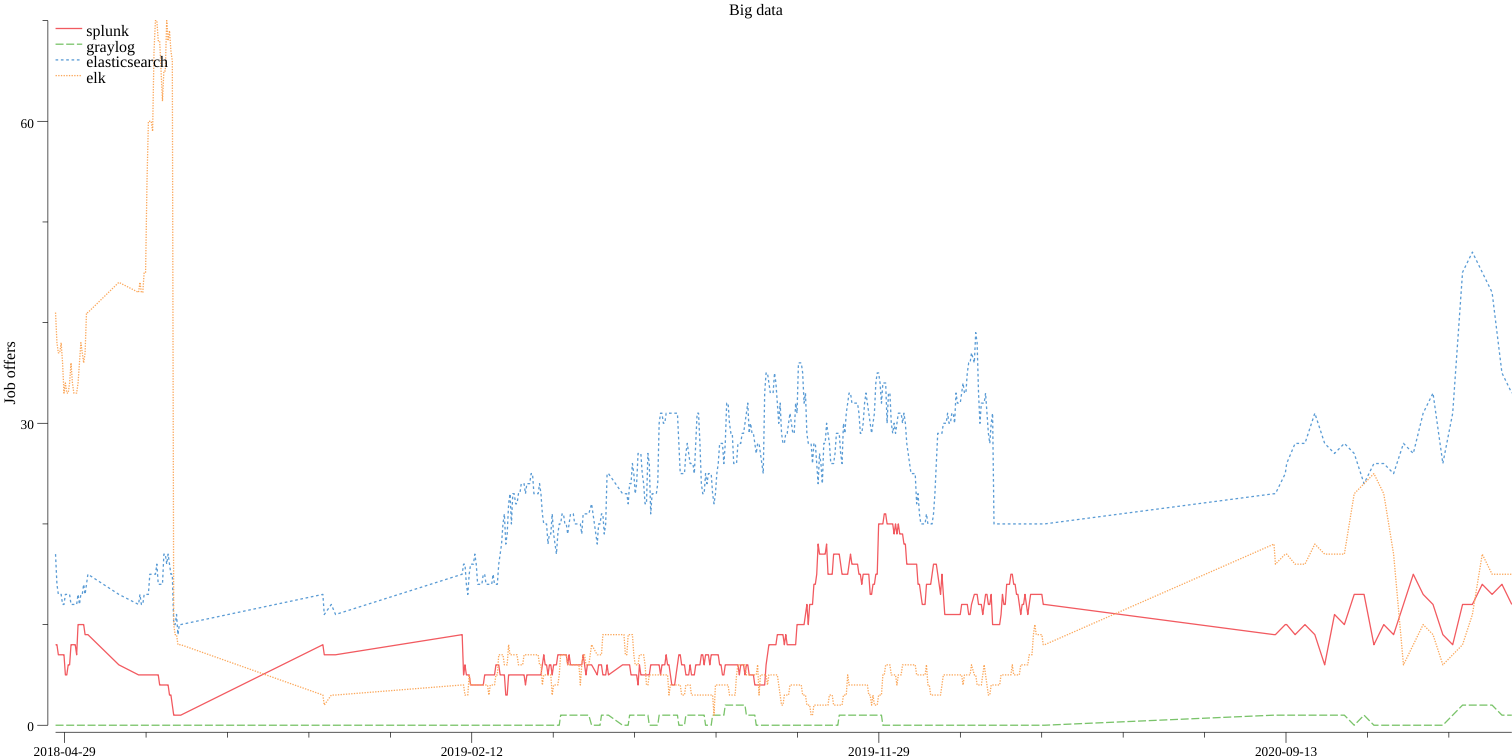 Big data
splunk
graylog
elasticsearch
elk
60
30
0
Job offers
2018-04-29
2019-02-12
2019-11-29
2020-09-13